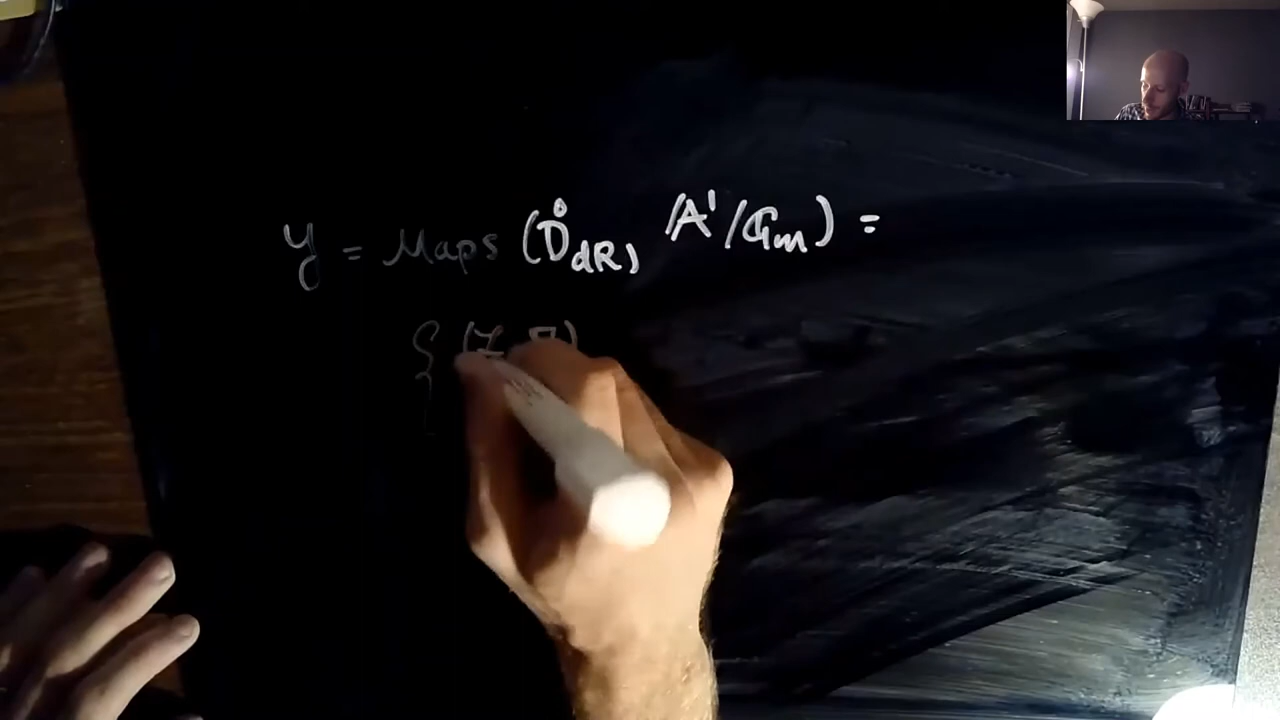 𝒴 = Maps (D̊_dR, A¹/G_m) =
{ (ℒ, ∇)